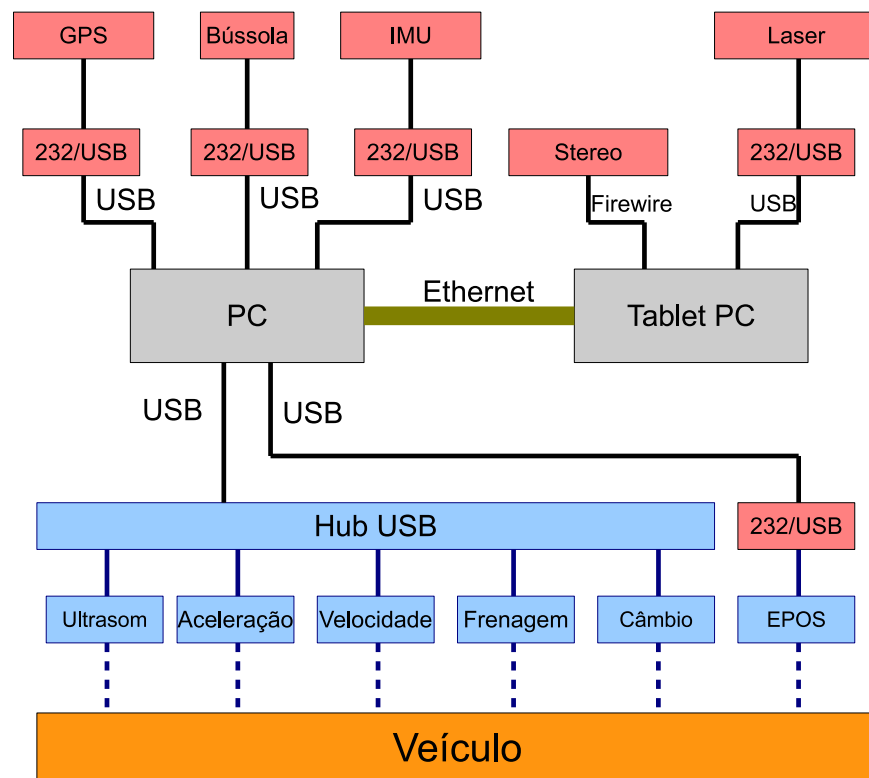 GPS
Bússola
IMU
Laser
232/USB
232/USB
232/USB
Stereo
232/USB
USB
USB
USB
Firewire
USB
PC
Ethernet
Tablet PC
USB
USB
Hub USB
232/USB
Ultrasom
Aceleração
Velocidade
Frenagem
Câmbio
EPOS
Veículo